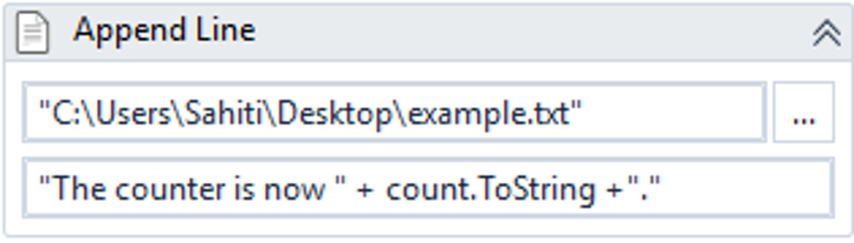 Append Line
"C:\Users\Sahiti\Desktop\example.txt"
...
"The counter is now " + count.ToString +"."